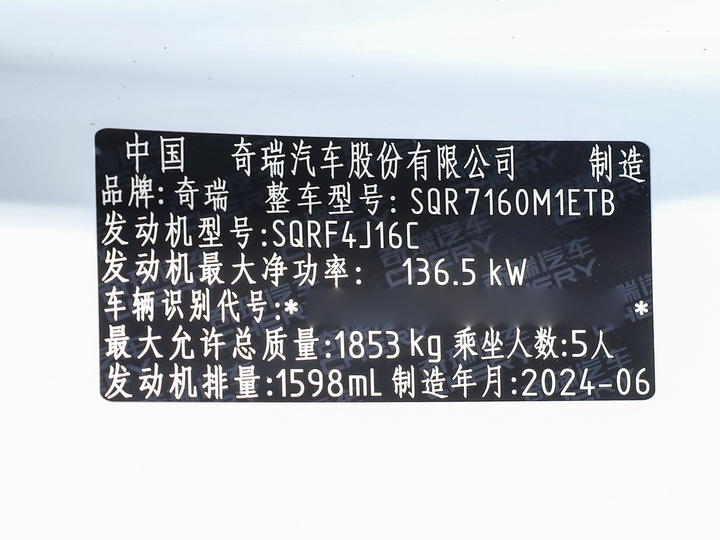 中国 奇瑞汽车股份有限公司 制造
品牌:奇瑞 整车型号:SQR7160M1ETB
发动机型号:SQRF4J16C
发动机最大净功率: 136.5 kW
车辆识别代号:* *
最大允许总质量:1853 kg 乘坐人数:5人
发动机排量:1598mL 制造年月:2024-06